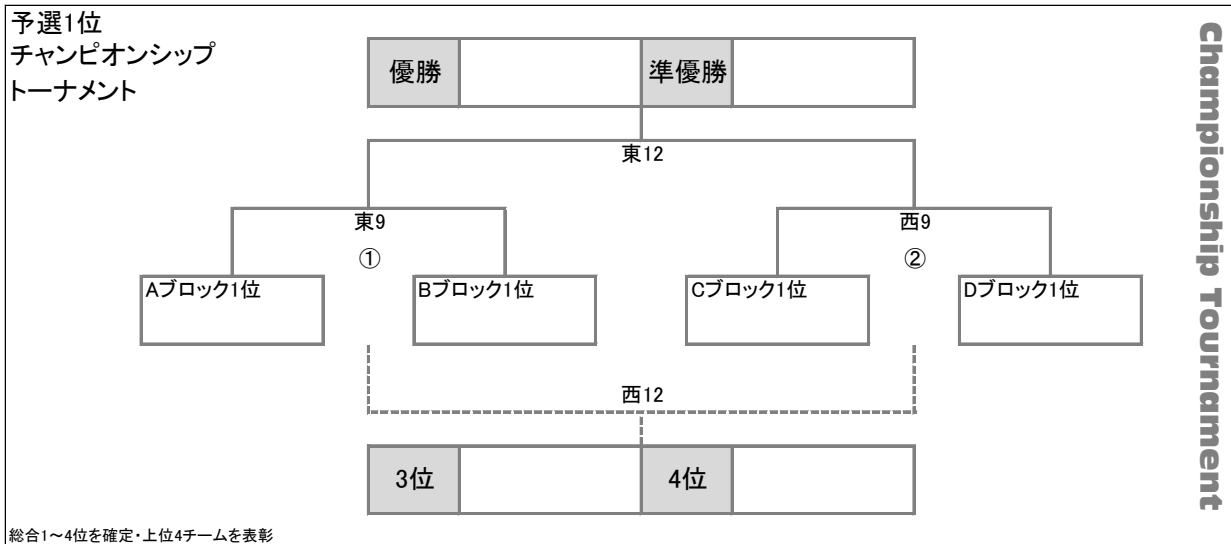 予選1位
チャンピオンシップ
トーナメント
優勝
準優勝
東12
東9
西9
①
②
Aブロック1位
Bブロック1位
Cブロック1位
Dブロック1位
西12
3位
4位
総合1～4位を確定・上位4チームを表彰
Championship Tournament